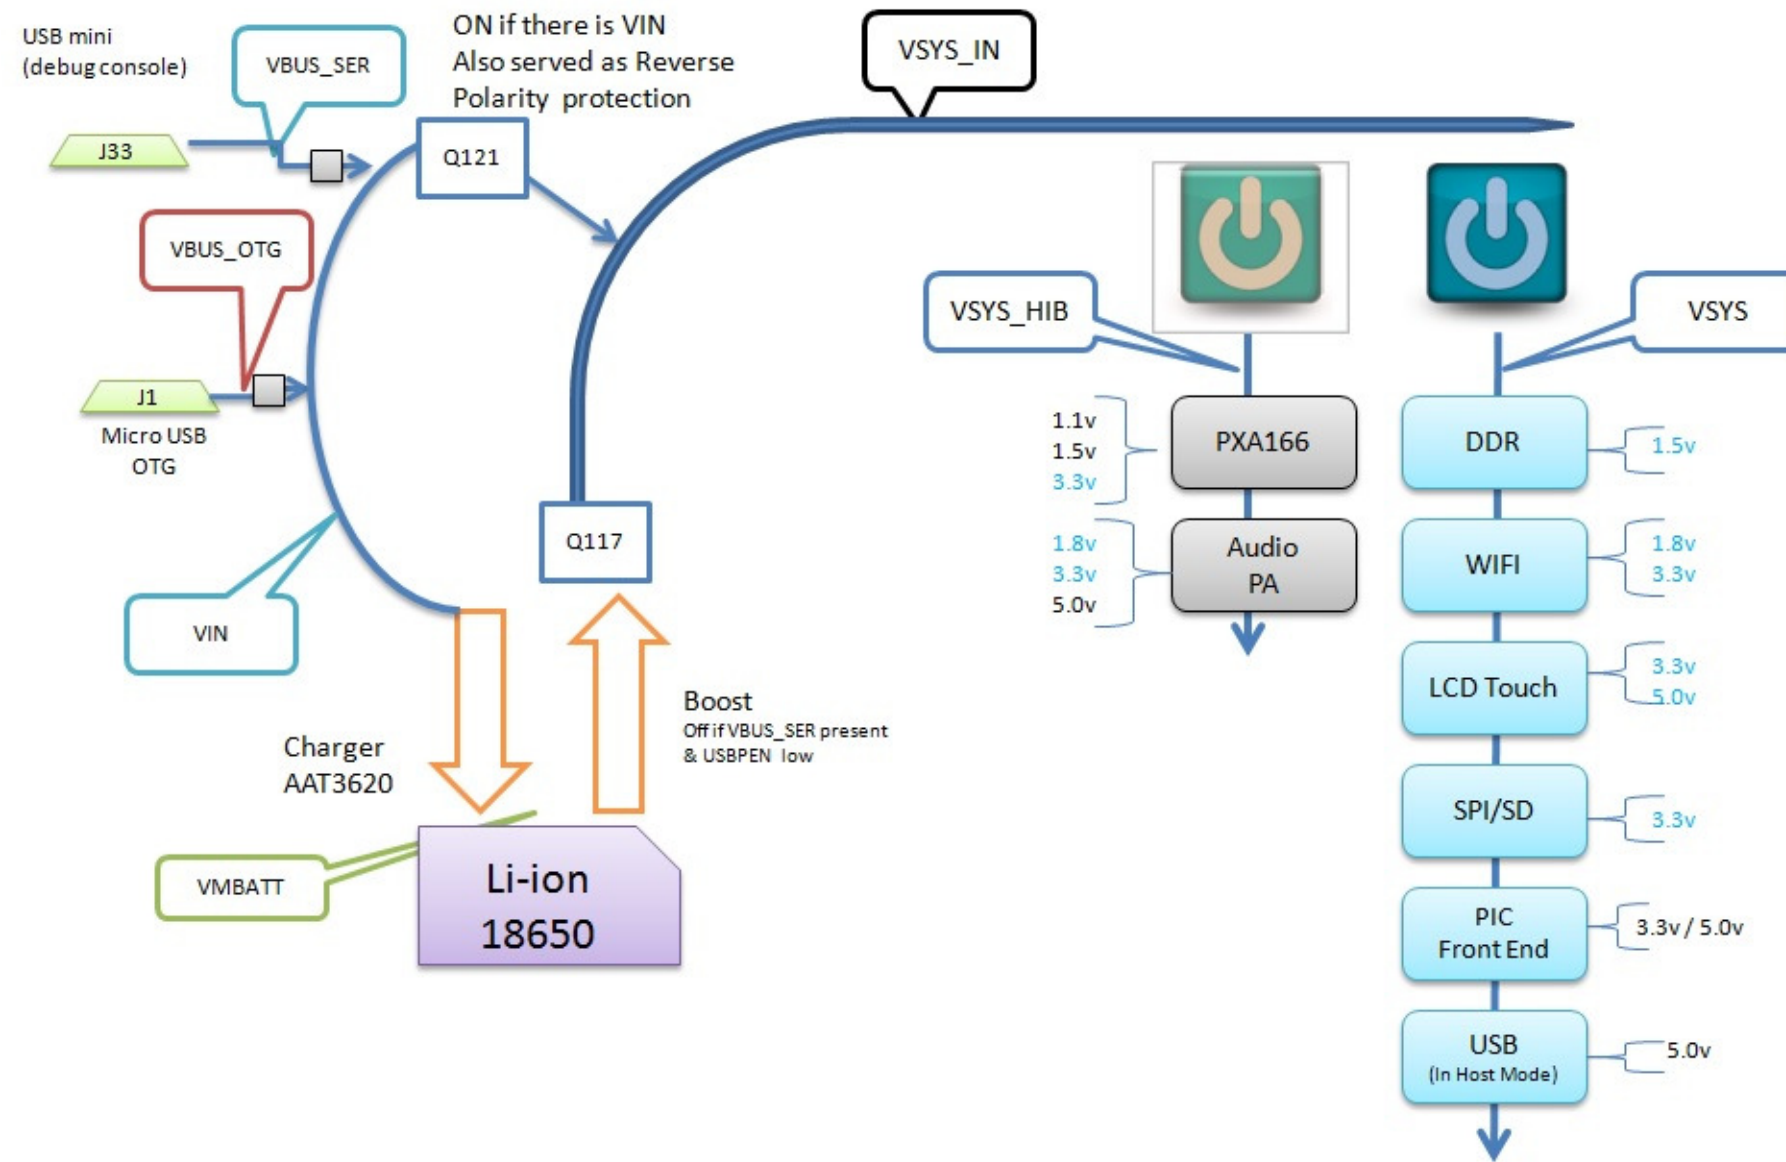 USB mini
(debug console)
VBUS_SER
ON if there is VIN
Also served as Reverse
Polarity protection
VSYS_IN
J33
Q121
VBUS_OTG
J1
Micro USB
OTG
VIN
Q117
Charger
AAT3620
Boost
Off if VBUS_SER present
& USBPEN low
VMBATT
Li-ion
18650
VSYS_HIB
VSYS
1.1v
1.5v
3.3v
PXA166
1.8v
3.3v
5.0v
Audio
PA
DDR
1.5v
WIFI
1.8v
3.3v
LCD Touch
3.3v
5.0v
SPI/SD
3.3v
PIC
Front End
3.3v / 5.0v
USB
(In Host Mode)
5.0v